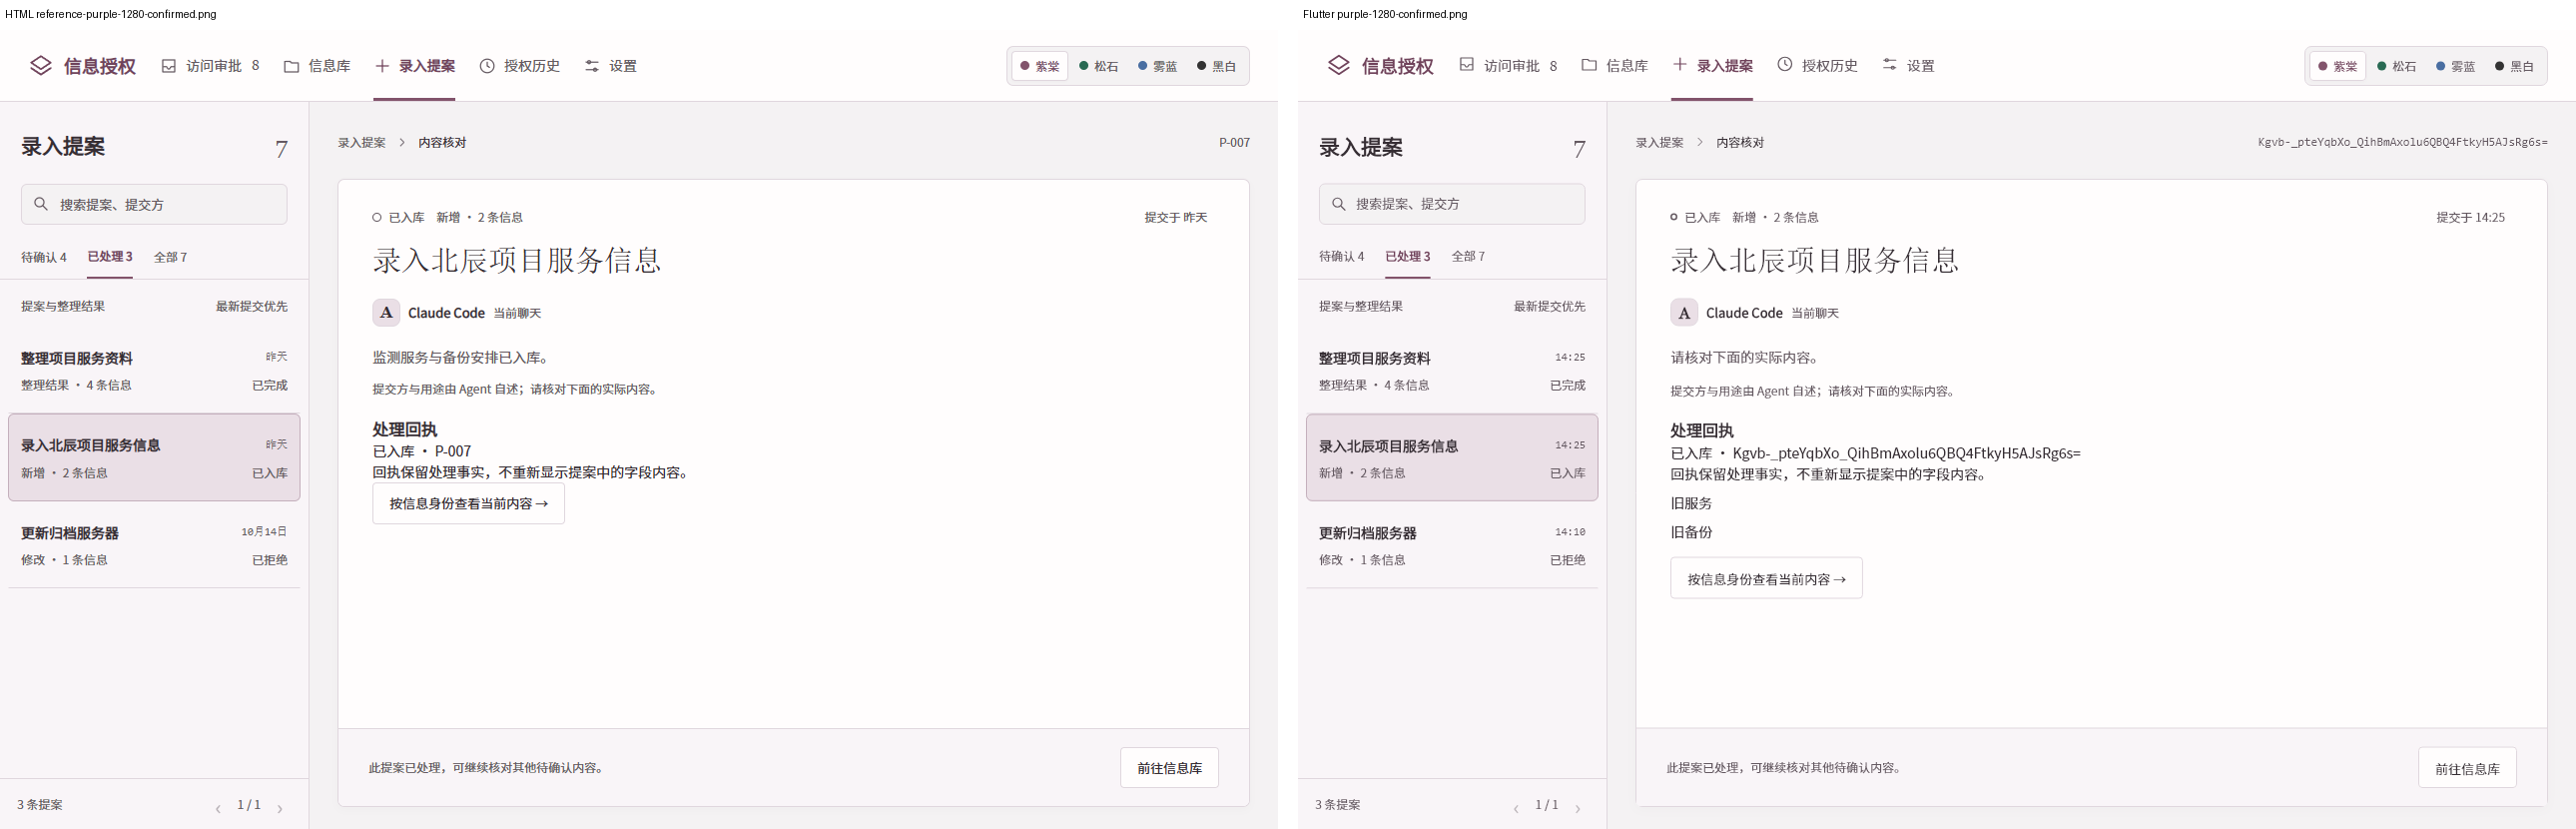 HTML reference-purple-1280-confirmed.png
信息授权 访问审批 8 信息库 录入提案 授权历史 设置 紫棠 松石 雾蓝 黑白
录入提案 7
搜索提案、提交方
待确认 4 已处理 3 全部 7
提案与整理结果 最新提交优先
整理项目服务资料 昨天
整理结果 · 4 条信息 已完成
录入北辰项目服务信息 昨天
新增 · 2 条信息 已入库
更新归档服务器 10月14日
修改 · 1 条信息 已拒绝
3 条提案 ‹ 1 / 1 ›
录入提案 > 内容核对 P-007
已入库 新增 · 2 条信息 提交于 昨天
录入北辰项目服务信息
A Claude Code 当前聊天
监测服务与备份安排已入库。
提交方与用途由 Agent 自述；请核对下面的实际内容。
处理回执
已入库 · P-007
回执保留处理事实，不重新显示提案中的字段内容。
按信息身份查看当前内容 →
此提案已处理，可继续核对其他待确认内容。 前往信息库
Flutter purple-1280-confirmed.png
信息授权 访问审批 8 信息库 录入提案 授权历史 设置 紫棠 松石 雾蓝 黑白
录入提案 7
搜索提案、提交方
待确认 4 已处理 3 全部 7
提案与整理结果 最新提交优先
整理项目服务资料 14:25
整理结果 · 4 条信息 已完成
录入北辰项目服务信息 14:25
新增 · 2 条信息 已入库
更新归档服务器 14:10
修改 · 1 条信息 已拒绝
3 条提案 ‹ 1 / 1 ›
录入提案 > 内容核对 Kgvb-_pteYqbXo_QihBmAxolu6QBQ4FtkyH5AJsRg6s=
已入库 新增 · 2 条信息 提交于 14:25
录入北辰项目服务信息
A Claude Code 当前聊天
请核对下面的实际内容。
提交方与用途由 Agent 自述；请核对下面的实际内容。
处理回执
已入库 · Kgvb-_pteYqbXo_QihBmAxolu6QBQ4FtkyH5AJsRg6s=
回执保留处理事实，不重新显示提案中的字段内容。
旧服务
旧备份
按信息身份查看当前内容 →
此提案已处理，可继续核对其他待确认内容。 前往信息库